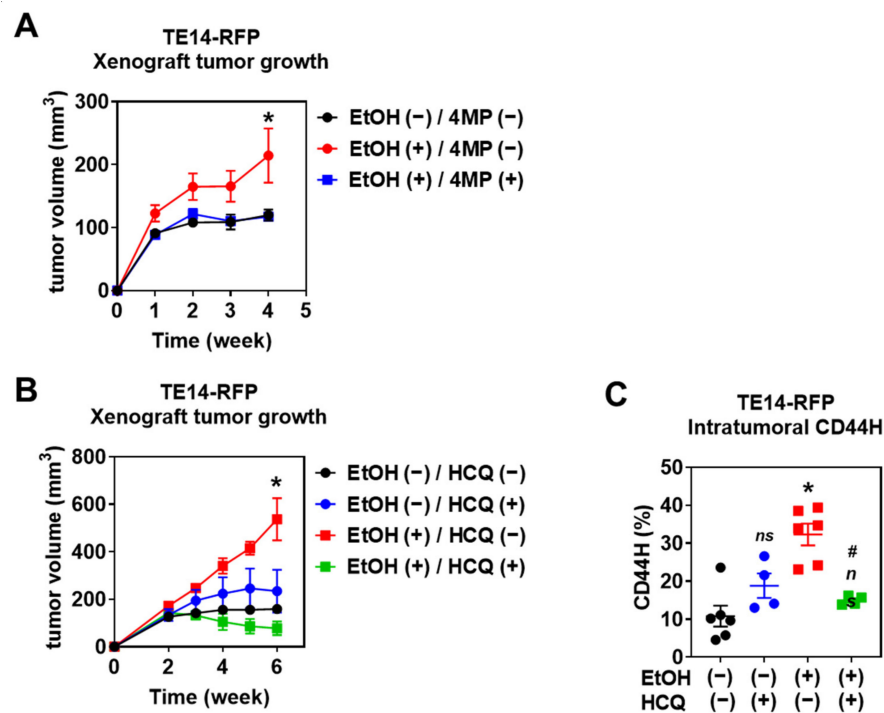 A
TE14-RFP
Xenograft tumor growth
tumor volume (mm³)
300
200
100
0
*
0 1 2 3 4 5
Time (week)
EtOH (−) / 4MP (−)
EtOH (+) / 4MP (−)
EtOH (+) / 4MP (+)
B
TE14-RFP
Xenograft tumor growth
tumor volume (mm³)
800
600
400
200
0
*
0 2 4 6
Time (week)
EtOH (−) / HCQ (−)
EtOH (−) / HCQ (+)
EtOH (+) / HCQ (−)
EtOH (+) / HCQ (+)
C
TE14-RFP
Intratumoral CD44H
CD44H (%)
50
40
30
20
10
0
ns
*
#
n
s
EtOH (−) (−) (+) (+)
HCQ (−) (+) (−) (+)